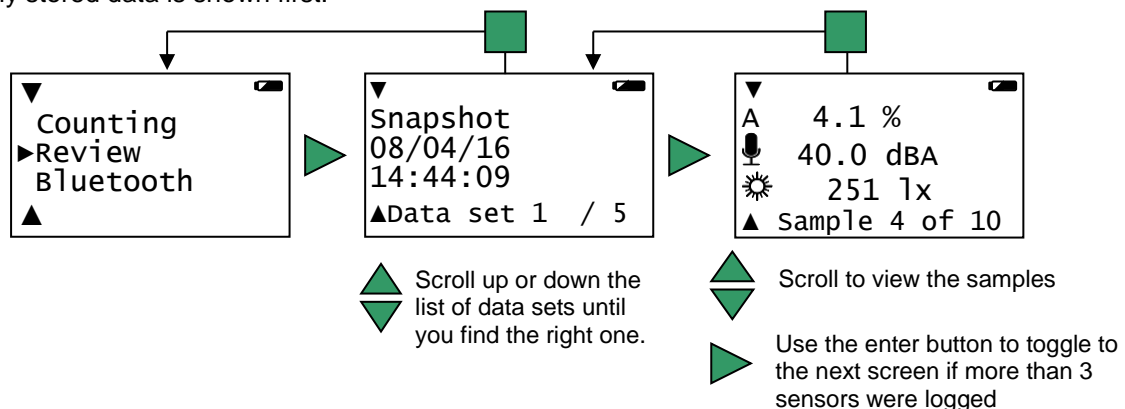 stored data is shown first.
Counting
Review
Bluetooth
Snapshot
08/04/16
14:44:09
Data set 1 / 5
A 4.1 %
40.0 dBA
251 lx
Sample 4 of 10
Scroll up or down the
list of data sets until
you find the right one.
Scroll to view the samples
Use the enter button to toggle to
the next screen if more than 3
sensors were logged